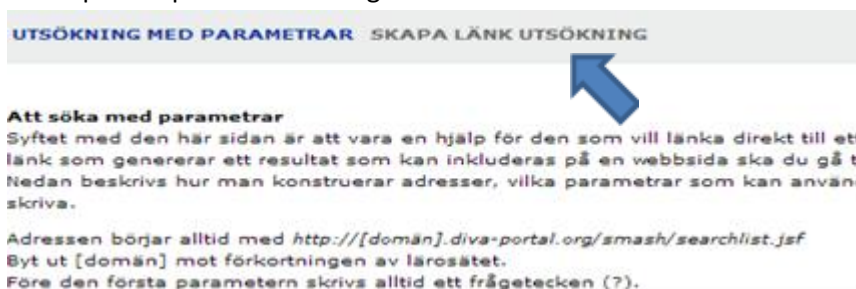 UTSÖKNING MED PARAMETRAR SKAPA LÄNK UTSÖKNING
Att söka med parametrar
Syftet med den här sidan är att vara en hjälp för den som vill länka direkt till ett
länk som genererar ett resultat som kan inkluderas på en webbsida ska du gå t
Nedan beskrivs hur man konstruerar adresser, vilka parametrar som kan använ
skriva.
Adressen börjar alltid med http://[domän].diva-portal.org/smash/searchlist.jsf
Byt ut [domän] mot förkortningen av lärosätet.
Före den första parametern skrivs alltid ett frågetecken (?).